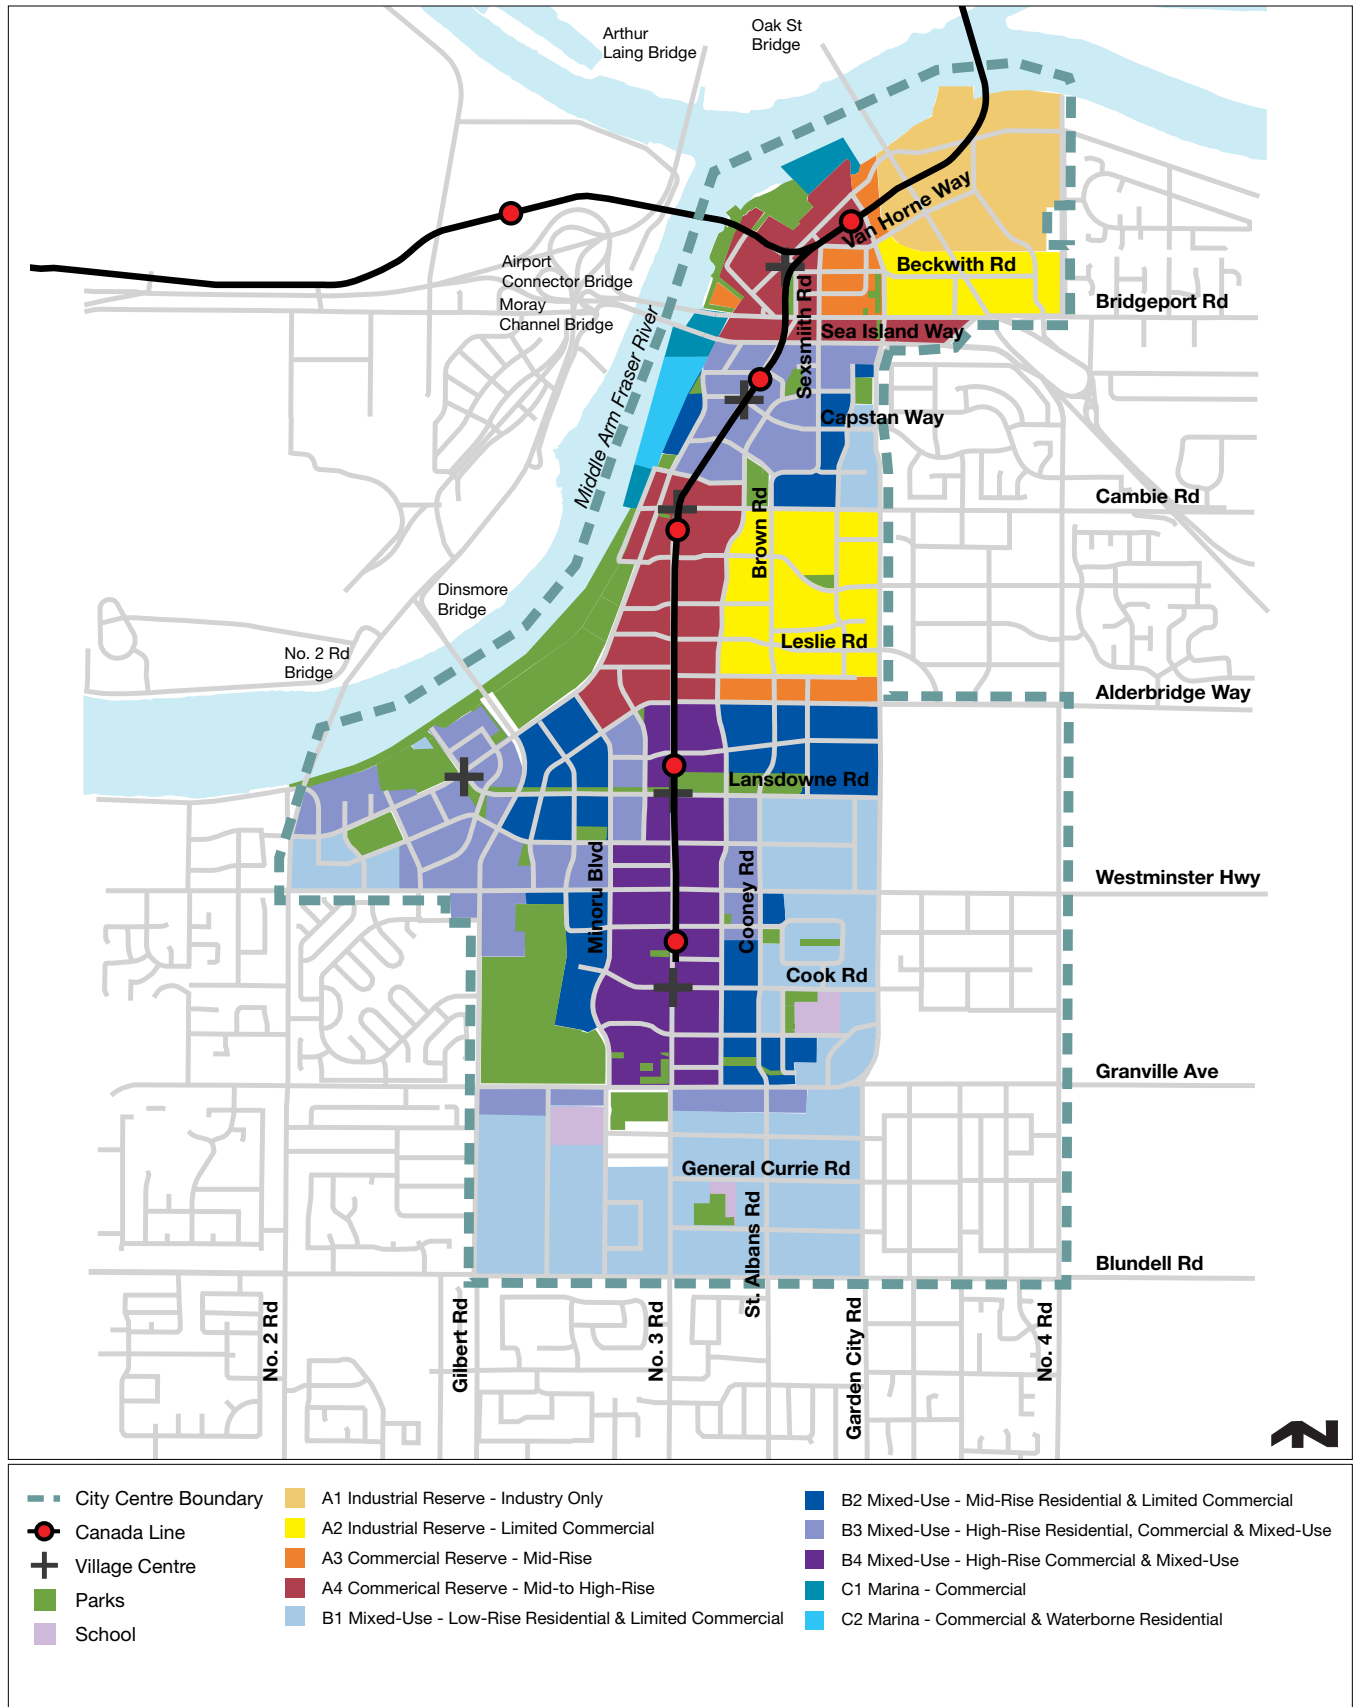 Arthur
Laing Bridge
Oak St
Bridge
Van Horne Way
Airport
Connector Bridge
Beckwith Rd
Moray
Channel Bridge
Bridgeport Rd
Sexsmiith Rd
Sea Island Way
Middle Arm Fraser River
Capstan Way
Cambie Rd
Brown Rd
Dinsmore
Bridge
Leslie Rd
No. 2 Rd
Bridge
Alderbridge Way
Lansdowne Rd
Minoru Blvd
Cooney Rd
Westminster Hwy
Cook Rd
Granville Ave
General Currie Rd
St. Albans Rd
Blundell Rd
No. 2 Rd
Gilbert Rd
No. 3 Rd
Garden City Rd
No. 4 Rd
N
City Centre Boundary
Canada Line
Village Centre
Parks
School
A1 Industrial Reserve - Industry Only
A2 Industrial Reserve - Limited Commercial
A3 Commercial Reserve - Mid-Rise
A4 Commerical Reserve - Mid-to High-Rise
B1 Mixed-Use - Low-Rise Residential & Limited Commercial
B2 Mixed-Use - Mid-Rise Residential & Limited Commercial
B3 Mixed-Use - High-Rise Residential, Commercial & Mixed-Use
B4 Mixed-Use - High-Rise Commercial & Mixed-Use
C1 Marina - Commercial
C2 Marina - Commercial & Waterborne Residential